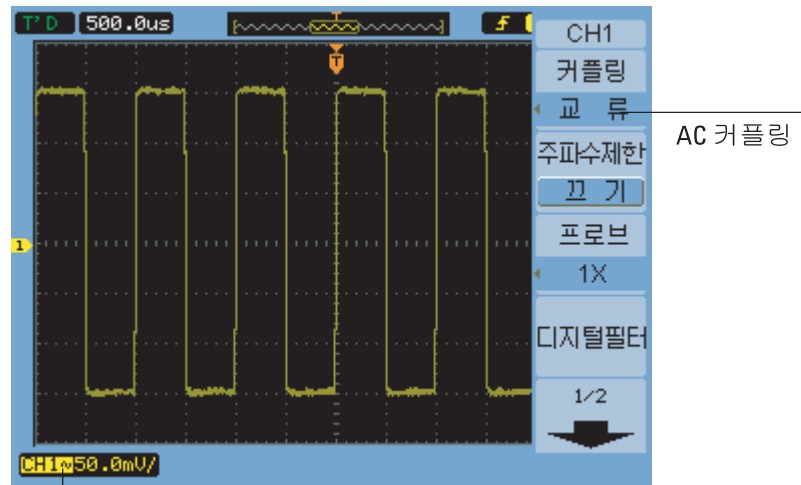 T'D 500.0us
T
T
CH1
커플링
교 류
AC 커플링
주파수제한
끄 기
프로브
1X
디지털필터
1/2
1
CH1~50.0mV/